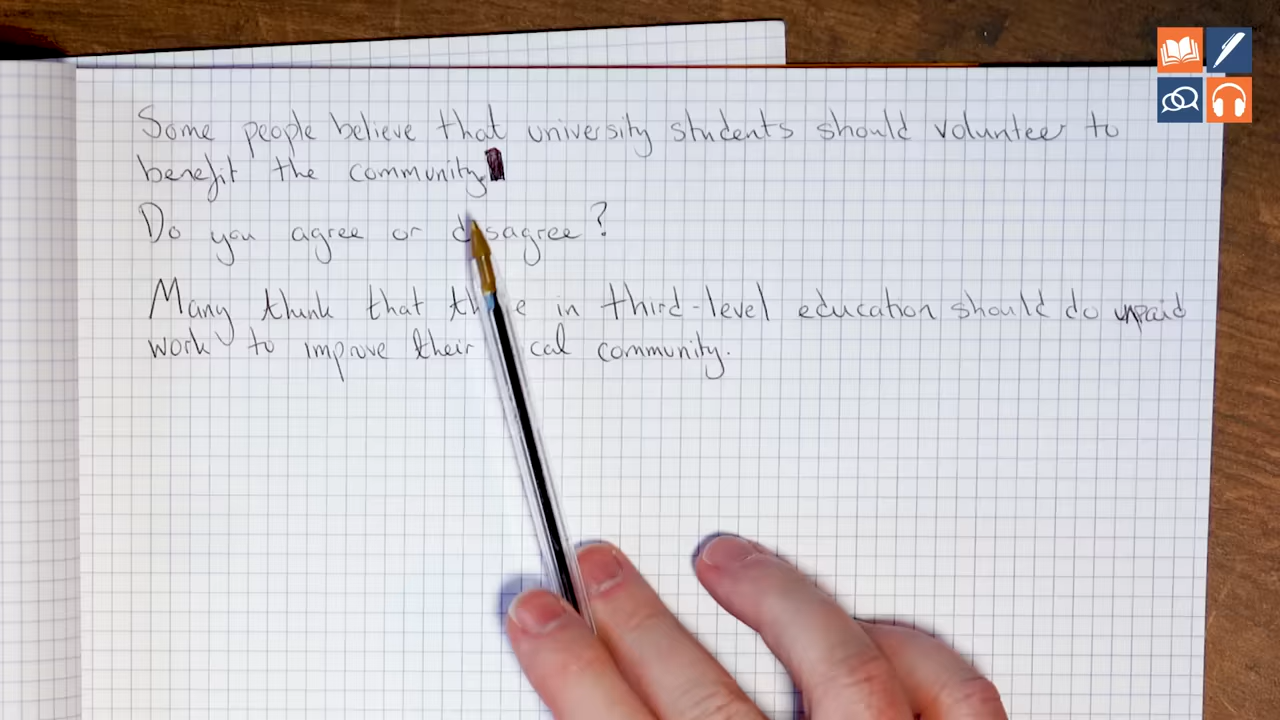 Some people believe that university students should volunteer to
benefit the community.
Do you agree or disagree?
Many think that in third-level education should do unpaid
work to improve their community.